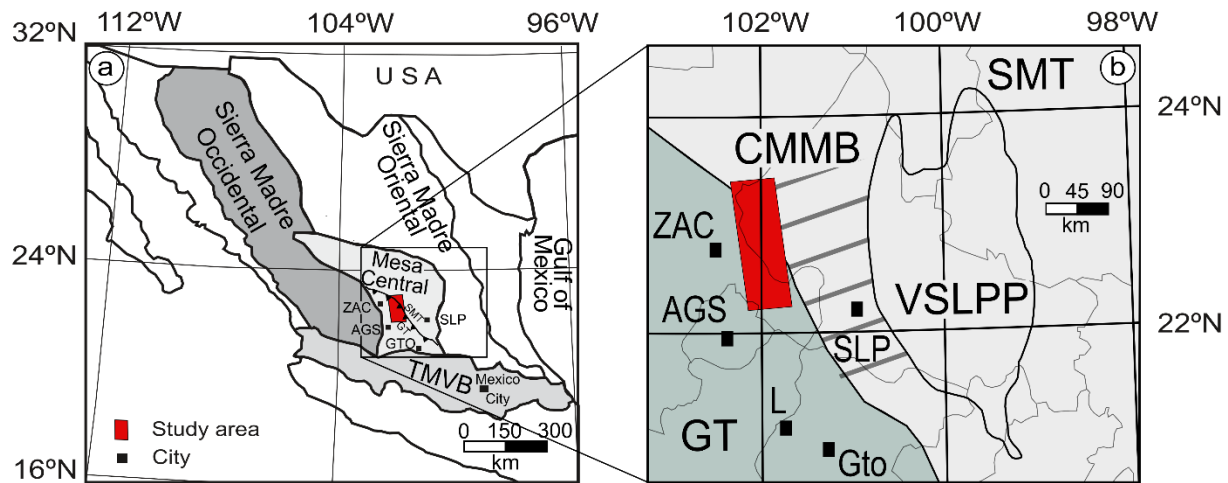 112ºW
104ºW
96ºW
32ºN
24ºN
16ºN
a
USA
Sierra Madre
Occidental
Sierra Madre
Oriental
Gulf of
Mexico
Mesa
Central
ZAC
SMT
SLP
AGS
GT
GTO
TMVB
Mexico
City
Study area
City
0 150 300
km
102ºW
100ºW
98ºW
24ºN
22ºN
b
SMT
CMMB
0 45 90
km
ZAC
VSLPP
AGS
SLP
L
GT
Gto